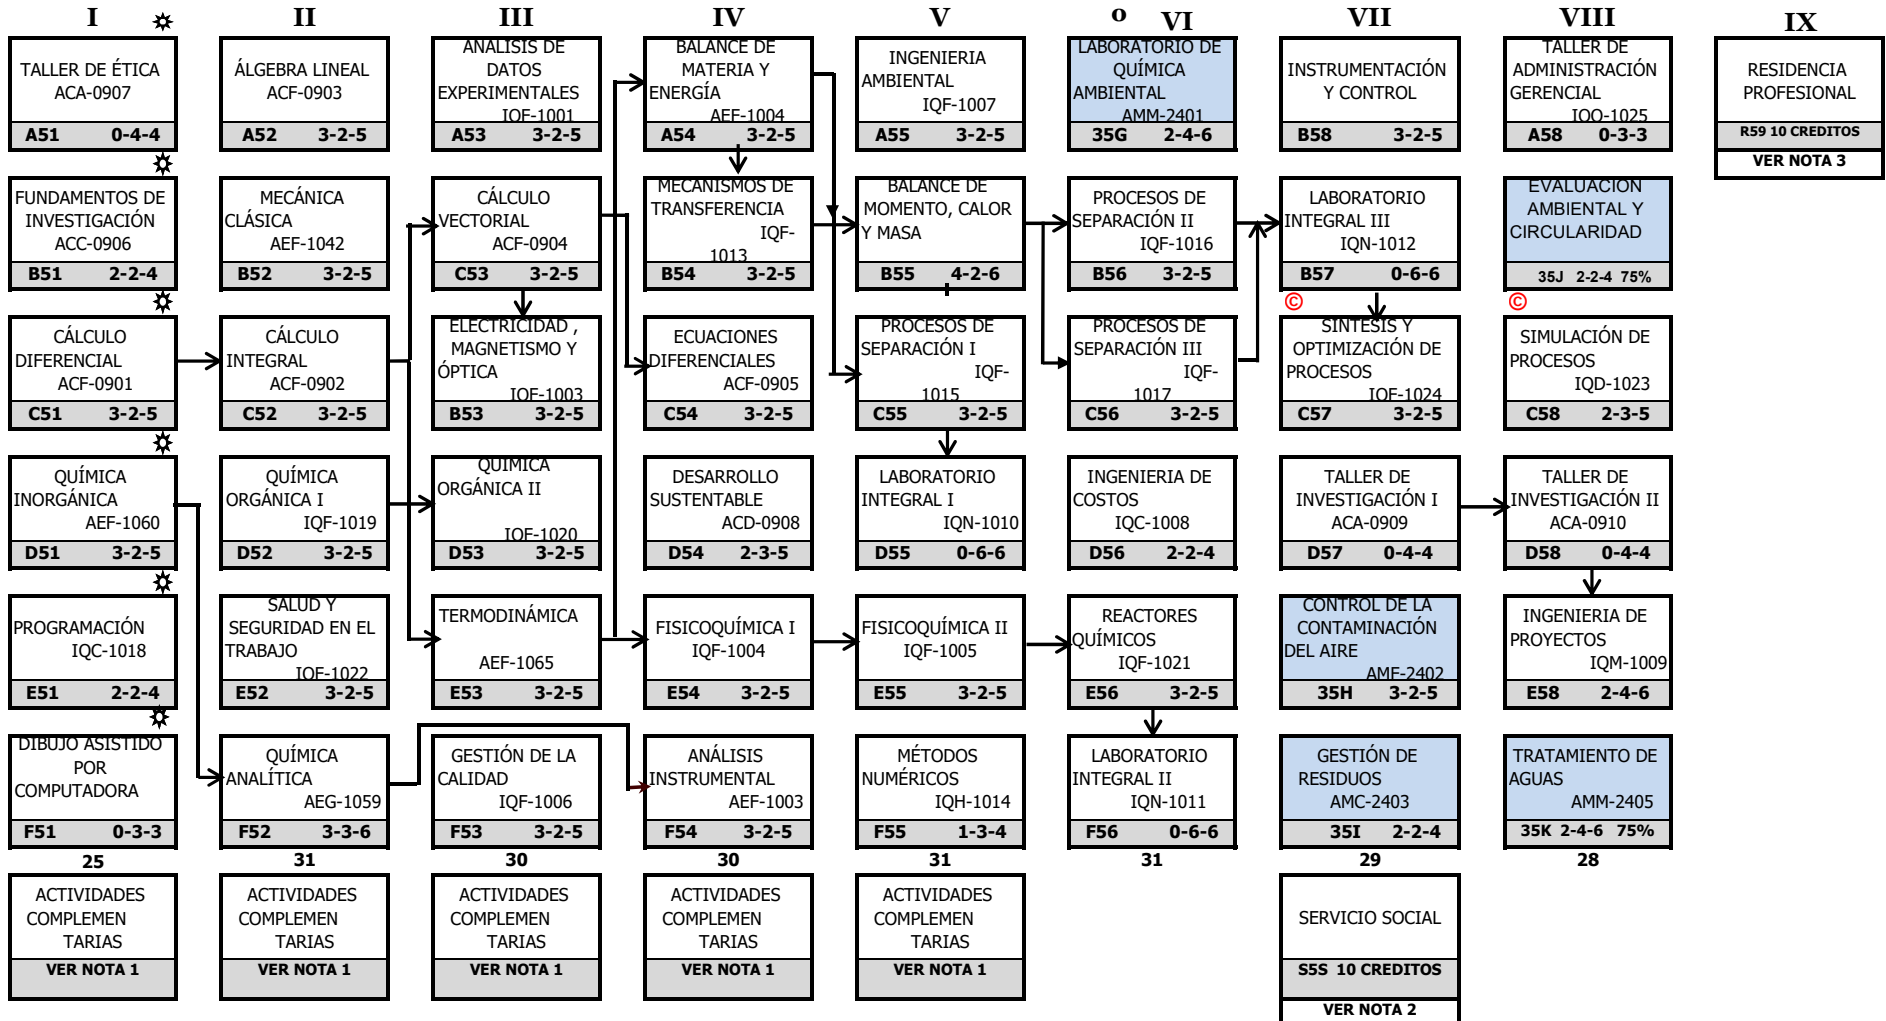 I
II
III
IV
V
o VI
VII
VIII
IX
TALLER DE ÉTICA
ACA-0907
A51 0-4-4
ÁLGEBRA LINEAL
ACF-0903
A52 3-2-5
ANALISIS DE
DATOS
EXPERIMENTALES
IQF-1001
A53 3-2-5
BALANCE DE
MATERIA Y
ENERGÍA
AEF-1004
A54 3-2-5
INGENIERIA
AMBIENTAL
IQF-1007
A55 3-2-5
LABORATORIO DE
QUÍMICA
AMBIENTAL
AMM-2401
35G 2-4-6
INSTRUMENTACIÓN
Y CONTROL
B58 3-2-5
TALLER DE
ADMINISTRACIÓN
GERENCIAL
IQO-1025
A58 0-3-3
RESIDENCIA
PROFESIONAL
R59 10 CREDITOS
VER NOTA 3
FUNDAMENTOS DE
INVESTIGACIÓN
ACC-0906
B51 2-2-4
MECÁNICA
CLÁSICA
AEF-1042
B52 3-2-5
CÁLCULO
VECTORIAL
ACF-0904
C53 3-2-5
MECANISMOS DE
TRANSFERENCIA
IQF-
1013
B54 3-2-5
BALANCE DE
MOMENTO, CALOR
Y MASA
B55 4-2-6
PROCESOS DE
SEPARACIÓN II
IQF-1016
B56 3-2-5
LABORATORIO
INTEGRAL III
IQN-1012
B57 0-6-6
EVALUACIÓN
AMBIENTAL Y
CIRCULARIDAD
35J 2-2-4 75%
©
©
CÁLCULO
DIFERENCIAL
ACF-0901
C51 3-2-5
CÁLCULO
INTEGRAL
ACF-0902
C52 3-2-5
ELECTRICIDAD ,
MAGNETISMO Y
ÓPTICA
IQF-1003
B53 3-2-5
ECUACIONES
DIFERENCIALES
ACF-0905
C54 3-2-5
PROCESOS DE
SEPARACIÓN I
IQF-
1015
C55 3-2-5
PROCESOS DE
SEPARACIÓN III
IQF-
1017
C56 3-2-5
SINTESIS Y
OPTIMIZACIÓN DE
PROCESOS
IQF-1024
C57 3-2-5
SIMULACIÓN DE
PROCESOS
IQD-1023
C58 2-3-5
QUÍMICA
INORGÁNICA
AEF-1060
D51 3-2-5
QUÍMICA
ORGÁNICA I
IQF-1019
D52 3-2-5
QUIMICA
ORGÁNICA II
IQF-1020
D53 3-2-5
DESARROLLO
SUSTENTABLE
ACD-0908
D54 2-3-5
LABORATORIO
INTEGRAL I
IQN-1010
D55 0-6-6
INGENIERIA DE
COSTOS
IQC-1008
D56 2-2-4
TALLER DE
INVESTIGACIÓN I
ACA-0909
D57 0-4-4
TALLER DE
INVESTIGACIÓN II
ACA-0910
D58 0-4-4
PROGRAMACIÓN
IQC-1018
E51 2-2-4
SALUD Y
SEGURIDAD EN EL
TRABAJO
IQF-1022
E52 3-2-5
TERMODINÁMICA
AEF-1065
E53 3-2-5
FISICOQUÍMICA I
IQF-1004
E54 3-2-5
FISICOQUÍMICA II
IQF-1005
E55 3-2-5
REACTORES
QUÍMICOS
IQF-1021
E56 3-2-5
CONTROL DE LA
CONTAMINACIÓN
DEL AIRE
AMF-2402
35H 3-2-5
INGENIERIA DE
PROYECTOS
IQM-1009
E58 2-4-6
DIBUJO ASISTIDO
POR
COMPUTADORA
F51 0-3-3
QUÍMICA
ANALÍTICA
AEG-1059
F52 3-3-6
GESTIÓN DE LA
CALIDAD
IQF-1006
F53 3-2-5
ANÁLISIS
INSTRUMENTAL
AEF-1003
F54 3-2-5
MÉTODOS
NUMÉRICOS
IQH-1014
F55 1-3-4
LABORATORIO
INTEGRAL II
IQN-1011
F56 0-6-6
GESTIÓN DE
RESIDUOS
AMC-2403
35I 2-2-4
TRATAMIENTO DE
AGUAS
AMM-2405
35K 2-4-6 75%
25
31
30
30
31
31
29
28
ACTIVIDADES
COMPLEMEN
TARIAS
VER NOTA 1
ACTIVIDADES
COMPLEMEN
TARIAS
VER NOTA 1
ACTIVIDADES
COMPLEMEN
TARIAS
VER NOTA 1
ACTIVIDADES
COMPLEMEN
TARIAS
VER NOTA 1
ACTIVIDADES
COMPLEMEN
TARIAS
VER NOTA 1
SERVICIO SOCIAL
S5S 10 CREDITOS
VER NOTA 2